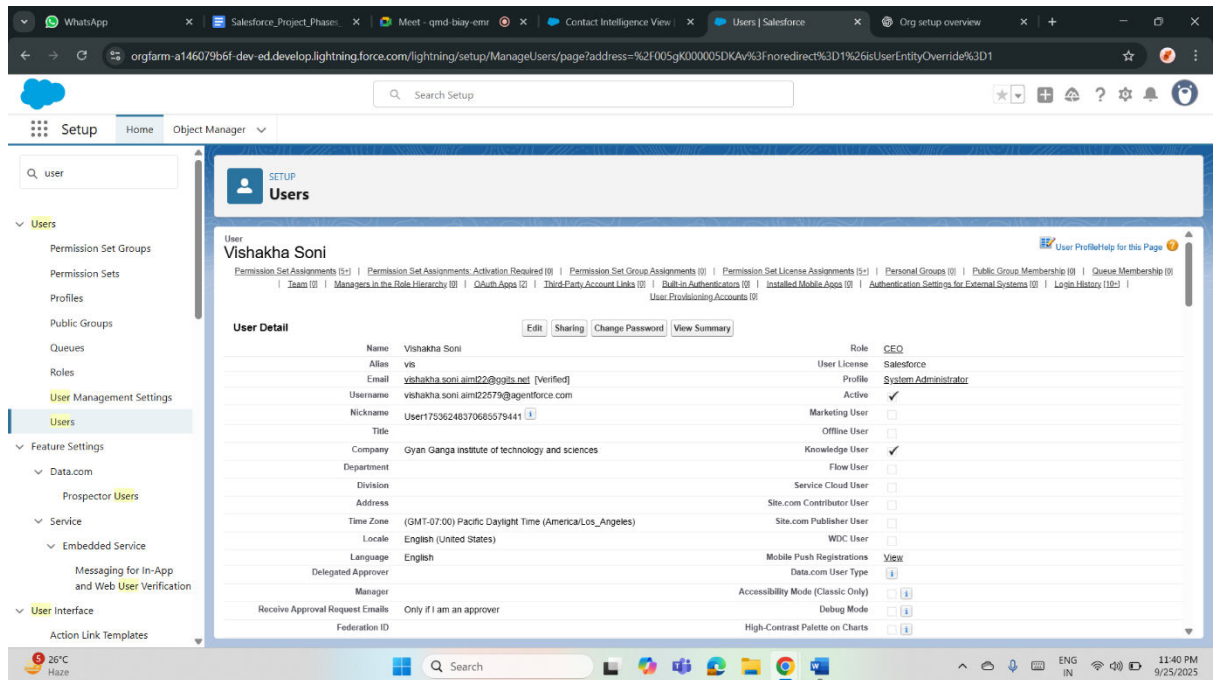 WhatsApp
Salesforce_Project_Phases_
Meet - qmd-biay-emr
Contact Intelligence View |
Users | Salesforce
Org setup overview
orgfarm-a146079b6f-dev-ed.develop.lightning.force.com/lightning/setup/ManageUsers/page?address=%2F005gK000005DKAv%3Fnoredirect%3D1%26isUserEntityOverride%3D1
Search Setup
Setup Home Object Manager
user
SETUP
Users
Users
Permission Set Groups
Permission Sets
Profiles
Public Groups
Queues
Roles
User Management Settings
Users
Feature Settings
Data.com
Prospector Users
Service
Embedded Service
Messaging for In-App
and Web User Verification
User Interface
Action Link Templates
User
Vishakha Soni
User Profile Help for this Page
Permission Set Assignments [5+] | Permission Set Assignments: Activation Required [0] | Permission Set Group Assignments [0] | Permission Set License Assignments [5+] | Personal Groups [0] | Public Group Membership [0] | Queue Membership [0]
| Team [0] | Managers in the Role Hierarchy [0] | OAuth Apps [2] | Third-Party Account Links [0] | Built-in Authenticators [0] | Installed Mobile Apps [0] | Authentication Settings for External Systems [0] | Login History [10+] |
User Provisioning Accounts [0]
User Detail Edit Sharing Change Password View Summary
Name Vishakha Soni Role CEO
Alias vis User License Salesforce
Email vishakha.soni.aiml22@ggits.net [Verified] Profile System Administrator
Username vishakha.soni.aiml22579@agentforce.com Active ✓
Nickname User17536248370685579441 i Marketing User
Title Offline User
Company Gyan Ganga institute of technology and sciences Knowledge User ✓
Department Flow User
Division Service Cloud User
Address Site.com Contributor User
Time Zone (GMT-07:00) Pacific Daylight Time (America/Los_Angeles) Site.com Publisher User
Locale English (United States) WDC User
Language English Mobile Push Registrations View
Delegated Approver Data.com User Type i
Manager Accessibility Mode (Classic Only) i
Receive Approval Request Emails Only if I am an approver Debug Mode i
Federation ID High-Contrast Palette on Charts i
5
26°C
Haze
Search
ENG
IN
11:40 PM
9/25/2025